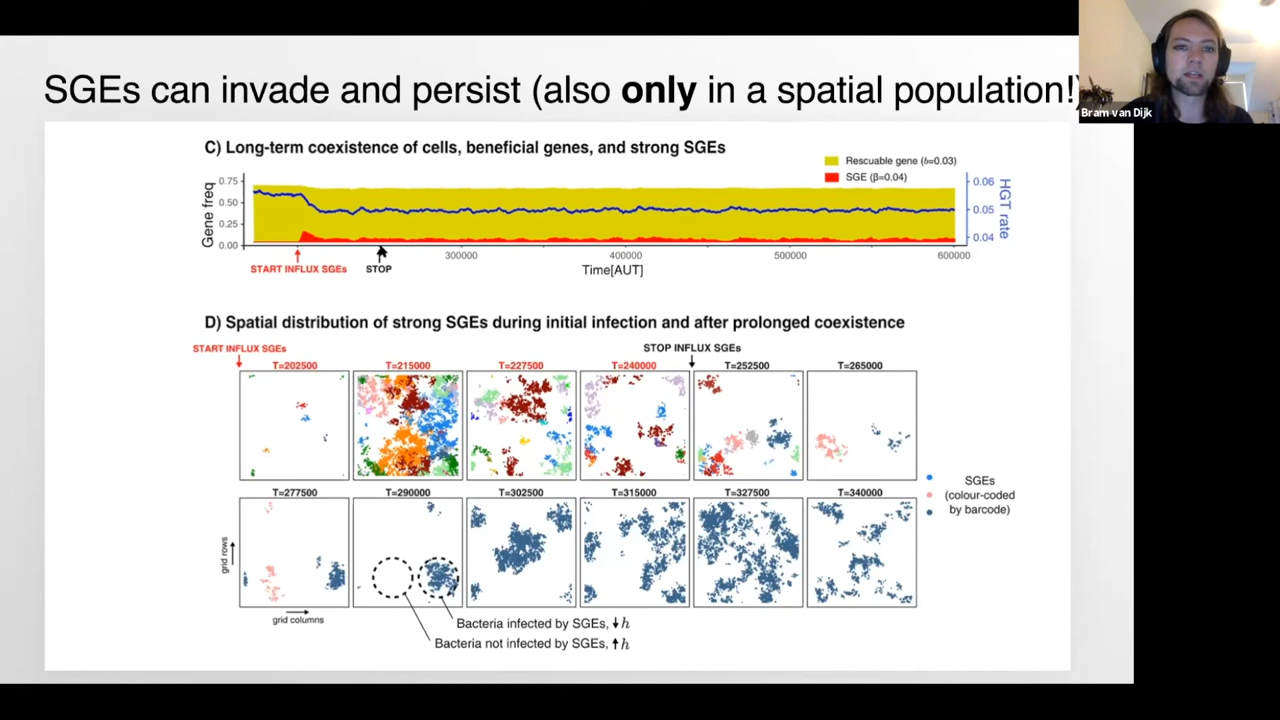 SGEs can invade and persist (also only in a spatial population!)
Bram van Dijk
C) Long-term coexistence of cells, beneficial genes, and strong SGEs
Rescuable gene (b=0.03)
SGE (β=0.04)
Gene freq
0.75
0.50
0.25
0.00
0.06
0.05
0.04
HGT rate
300000 400000 500000 600000
START INFLUX SGEs
STOP
Time[AUT]
D) Spatial distribution of strong SGEs during initial infection and after prolonged coexistence
START INFLUX SGEs
STOP INFLUX SGEs
T=202500 T=215000 T=227500 T=240000 T=252500 T=265000
T=277500 T=290000 T=302500 T=315000 T=327500 T=340000
SGEs
(colour-coded
by barcode)
grid rows
grid columns
Bacteria infected by SGEs, ↓h
Bacteria not infected by SGEs, ↑h